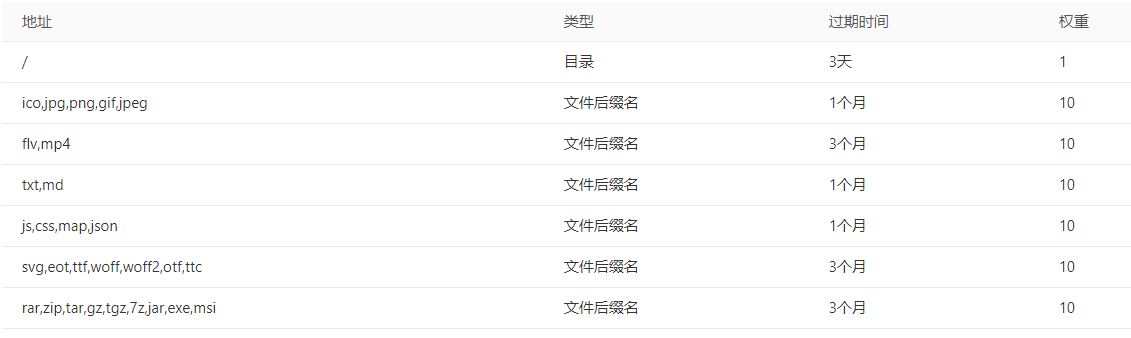 地址 类型 过期时间 权重
/ 目录 3天 1
ico,jpg,png,gif,jpeg 文件后缀名 1个月 10
flv,mp4 文件后缀名 3个月 10
txt,md 文件后缀名 1个月 10
js,css,map,json 文件后缀名 1个月 10
svg,eot,ttf,woff,woff2,otf,ttc 文件后缀名 3个月 10
rar,zip,tar,gz,tgz,7z,jar,exe,msi 文件后缀名 3个月 10